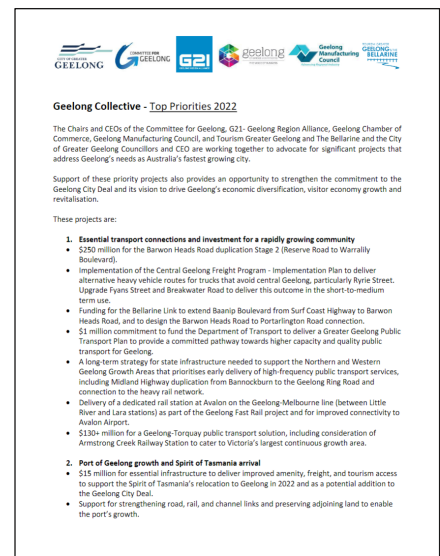 CITY OF GREATER
GEELONG
COMMITTEE FOR
GEELONG
G21
geelong
Geelong
Manufacturing
Council
GEELONG
BELLARINE
Geelong Collective - Top Priorities 2022
The Chairs and CEOs of the Committee for Geelong, G21- Geelong Region Alliance, Geelong Chamber of
Commerce, Geelong Manufacturing Council, and Tourism Greater Geelong and The Bellarine and the City
of Greater Geelong Councillors and CEO are working together to advocate for significant projects that
address Geelong's needs as Australia's fastest growing city.
Support of these priority projects also provides an opportunity to strengthen the commitment to the
Geelong City Deal and its vision to drive Geelong's economic diversification, visitor economy growth and
revitalisation.
These projects are:
1. Essential transport connections and investment for a rapidly growing community
• $250 million for the Barwon Heads Road duplication Stage 2 (Reserve Road to Warralily
Boulevard).
• Implementation of the Central Geelong Freight Program - Implementation Plan to deliver
alternative heavy vehicle routes for trucks that avoid central Geelong, particularly Ryrie Street.
Upgrade Fyans Street and Breakwater Road to deliver this outcome in the short-to-medium
term use.
• Funding for the Bellarine Link to extend Baanip Boulevard from Surf Coast Highway to Barwon
Heads Road, and to design the Barwon Heads Road to Portarlington Road connection.
• $1 million commitment to fund the Department of Transport to deliver a Greater Geelong Public
Transport Plan to provide a committed pathway towards higher capacity and quality public
transport for Geelong.
• A long-term strategy for state infrastructure needed to support the Northern and Western
Geelong Growth Areas that prioritises early delivery of high-frequency public transport services,
including Midland Highway duplication from Bannockburn to the Geelong Ring Road and
connection to the heavy rail network.
• Delivery of a dedicated rail station at Avalon on the Geelong-Melbourne line (between Little
River and Lara stations) as part of the Geelong Fast Rail project and for improved connectivity to
Avalon Airport.
• $130+ million for a Geelong-Torquay public transport solution, including consideration of
Armstrong Creek Railway Station to cater to Victoria's largest continuous growth area.
2. Port of Geelong growth and Spirit of Tasmania arrival
• $15 million for essential infrastructure to deliver improved amenity, freight, and tourism access
to support the Spirit of Tasmania's relocation to Geelong in 2022 and as a potential addition to
the Geelong City Deal.
• Support for strengthening road, rail, and channel links and preserving adjoining land to enable
the port's growth.